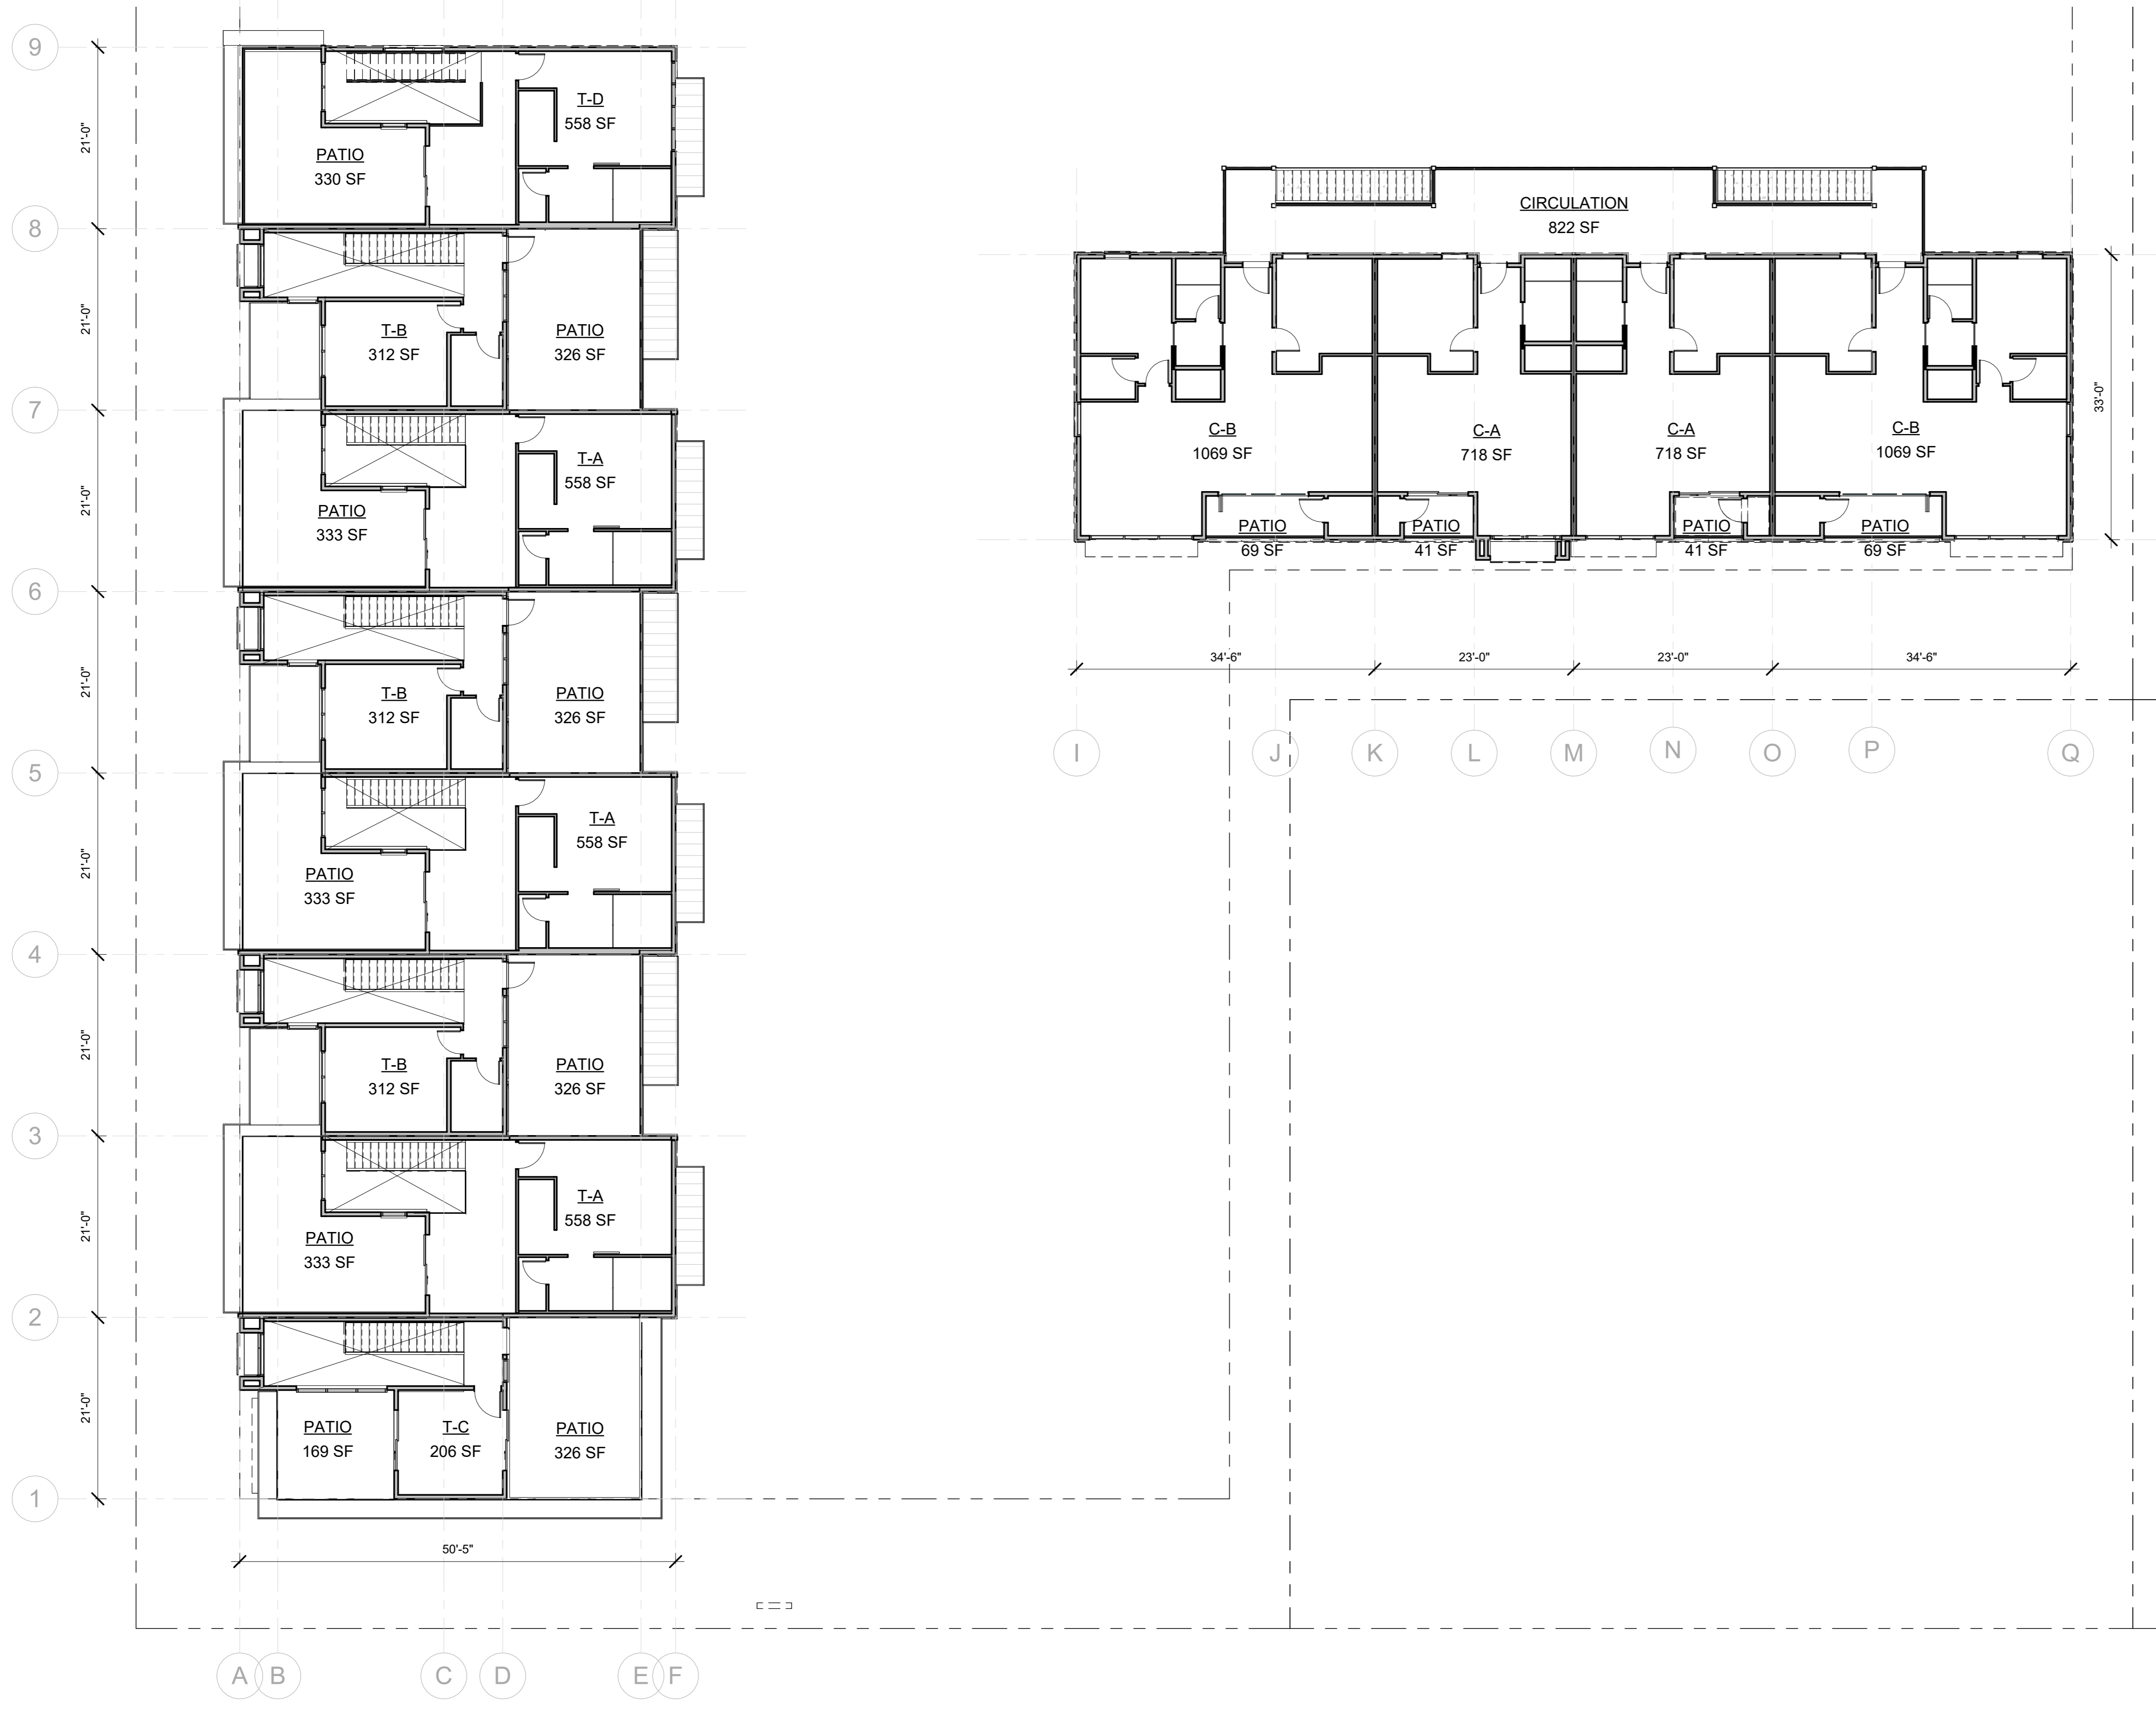 9
21'-0"
T-D
558 SF
PATIO
330 SF
8
21'-0"
T-B
312 SF
PATIO
326 SF
7
21'-0"
T-A
558 SF
PATIO
333 SF
6
21'-0"
T-B
312 SF
PATIO
326 SF
5
21'-0"
T-A
558 SF
PATIO
333 SF
4
21'-0"
T-B
312 SF
PATIO
326 SF
3
21'-0"
T-A
558 SF
PATIO
333 SF
2
21'-0"
PATIO
169 SF
T-C
206 SF
PATIO
326 SF
1
50'-5"
A
B
C
D
E
F
CIRCULATION
822 SF
33'-0"
C-B
1069 SF
C-A
718 SF
C-A
718 SF
C-B
1069 SF
PATIO
69 SF
PATIO
41 SF
PATIO
41 SF
PATIO
69 SF
34'-6"
23'-0"
23'-0"
34'-6"
I
J
K
L
M
N
O
P
Q